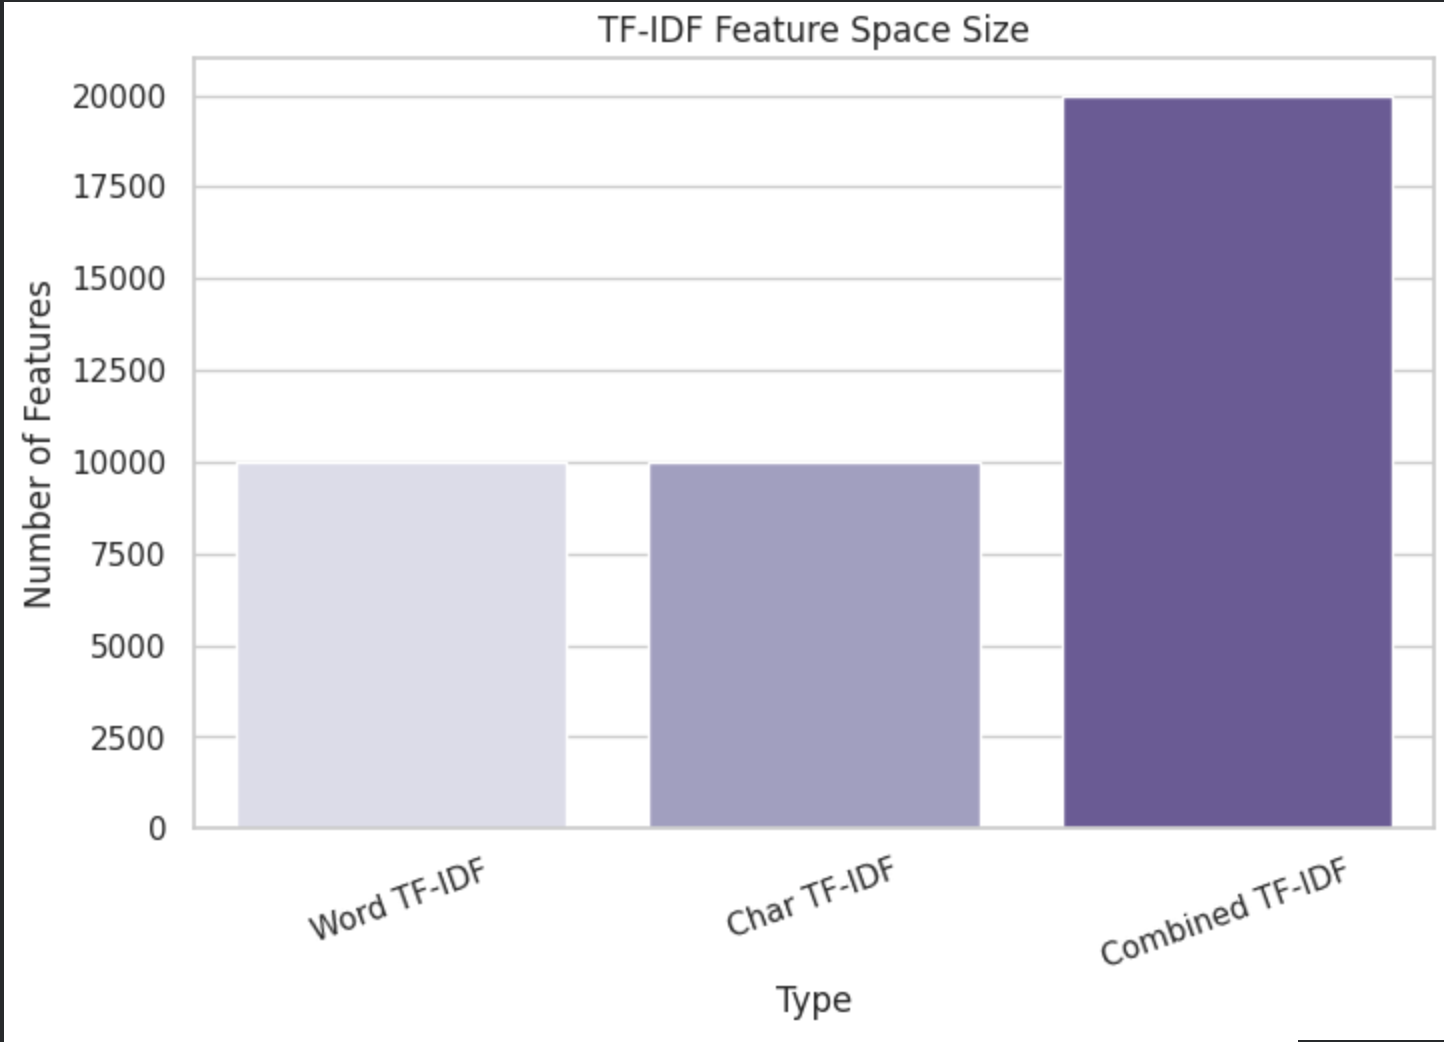 TF-IDF Feature Space Size
Number of Features
20000
17500
15000
12500
10000
7500
5000
2500
0
Word TF-IDF
Char TF-IDF
Combined TF-IDF
Type